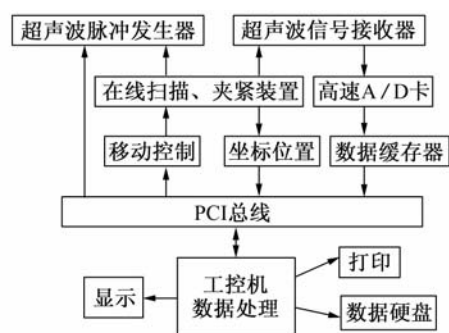 超声波脉冲发生器
超声波信号接收器
在线扫描、夹紧装置
高速A/D卡
移动控制
坐标位置
数据缓存器
PCI总线
工控机
数据处理
打印
显示
数据硬盘